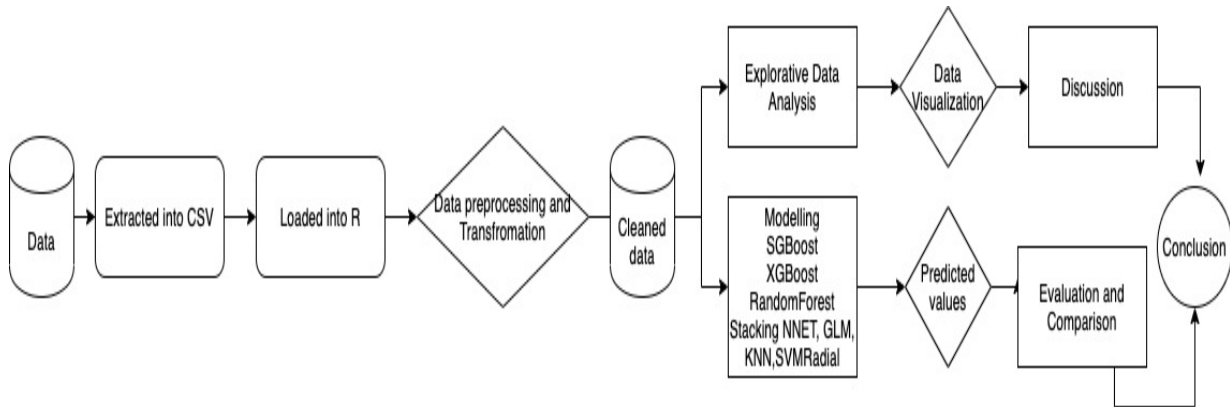 Data
Extracted into CSV
Loaded into R
Data preprocessing and
Transfromation
Cleaned
data
Explorative Data
Analysis
Data
Visualization
Discussion
Modelling
SGBoost
XGBoost
RandomForest
Stacking NNET, GLM,
KNN,SVMRadial
Predicted
values
Evaluation and
Comparison
Conclusion